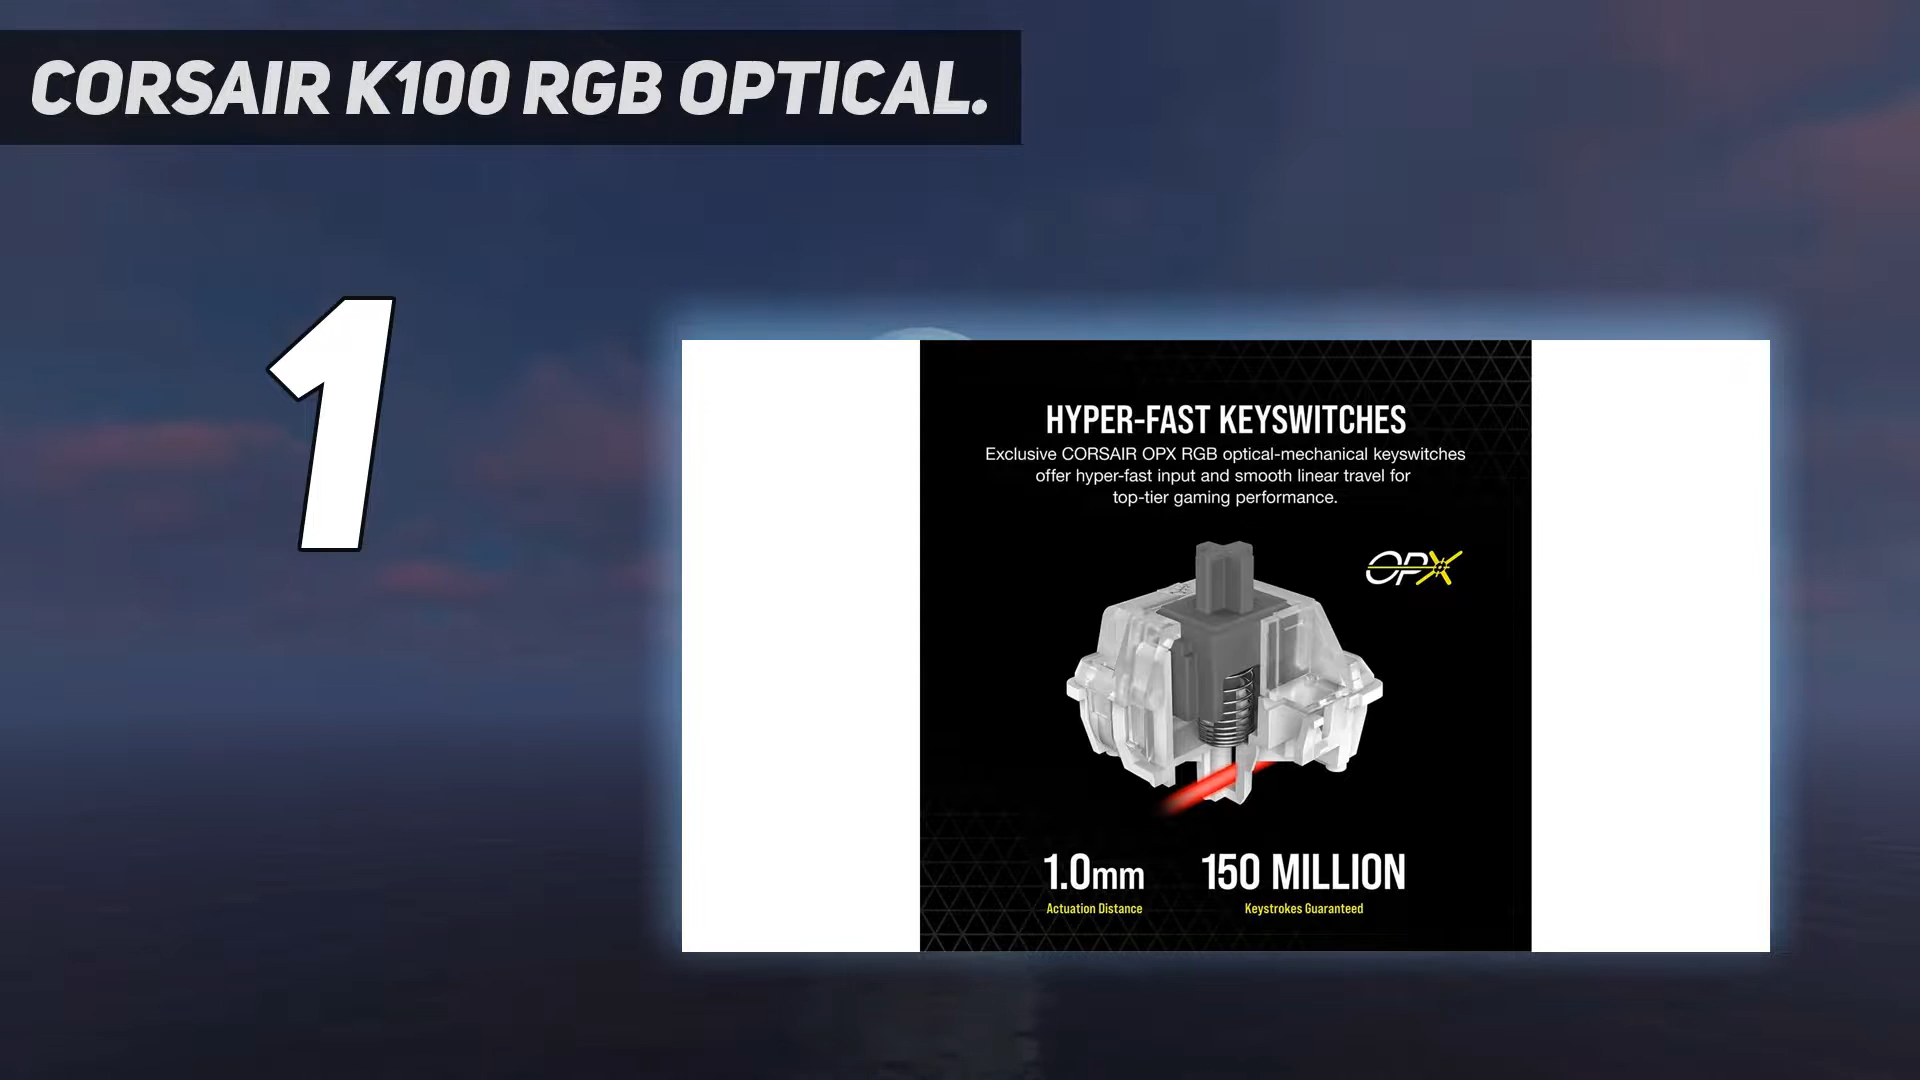 CORSAIR K100 RGB OPTICAL.
1
HYPER-FAST KEYSWITCHES
Exclusive CORSAIR OPX RGB optical-mechanical keyswitches
offer hyper-fast input and smooth linear travel for
top-tier gaming performance.
OPX
1.0mm 150 MILLION
Actuation Distance Keystrokes Guaranteed